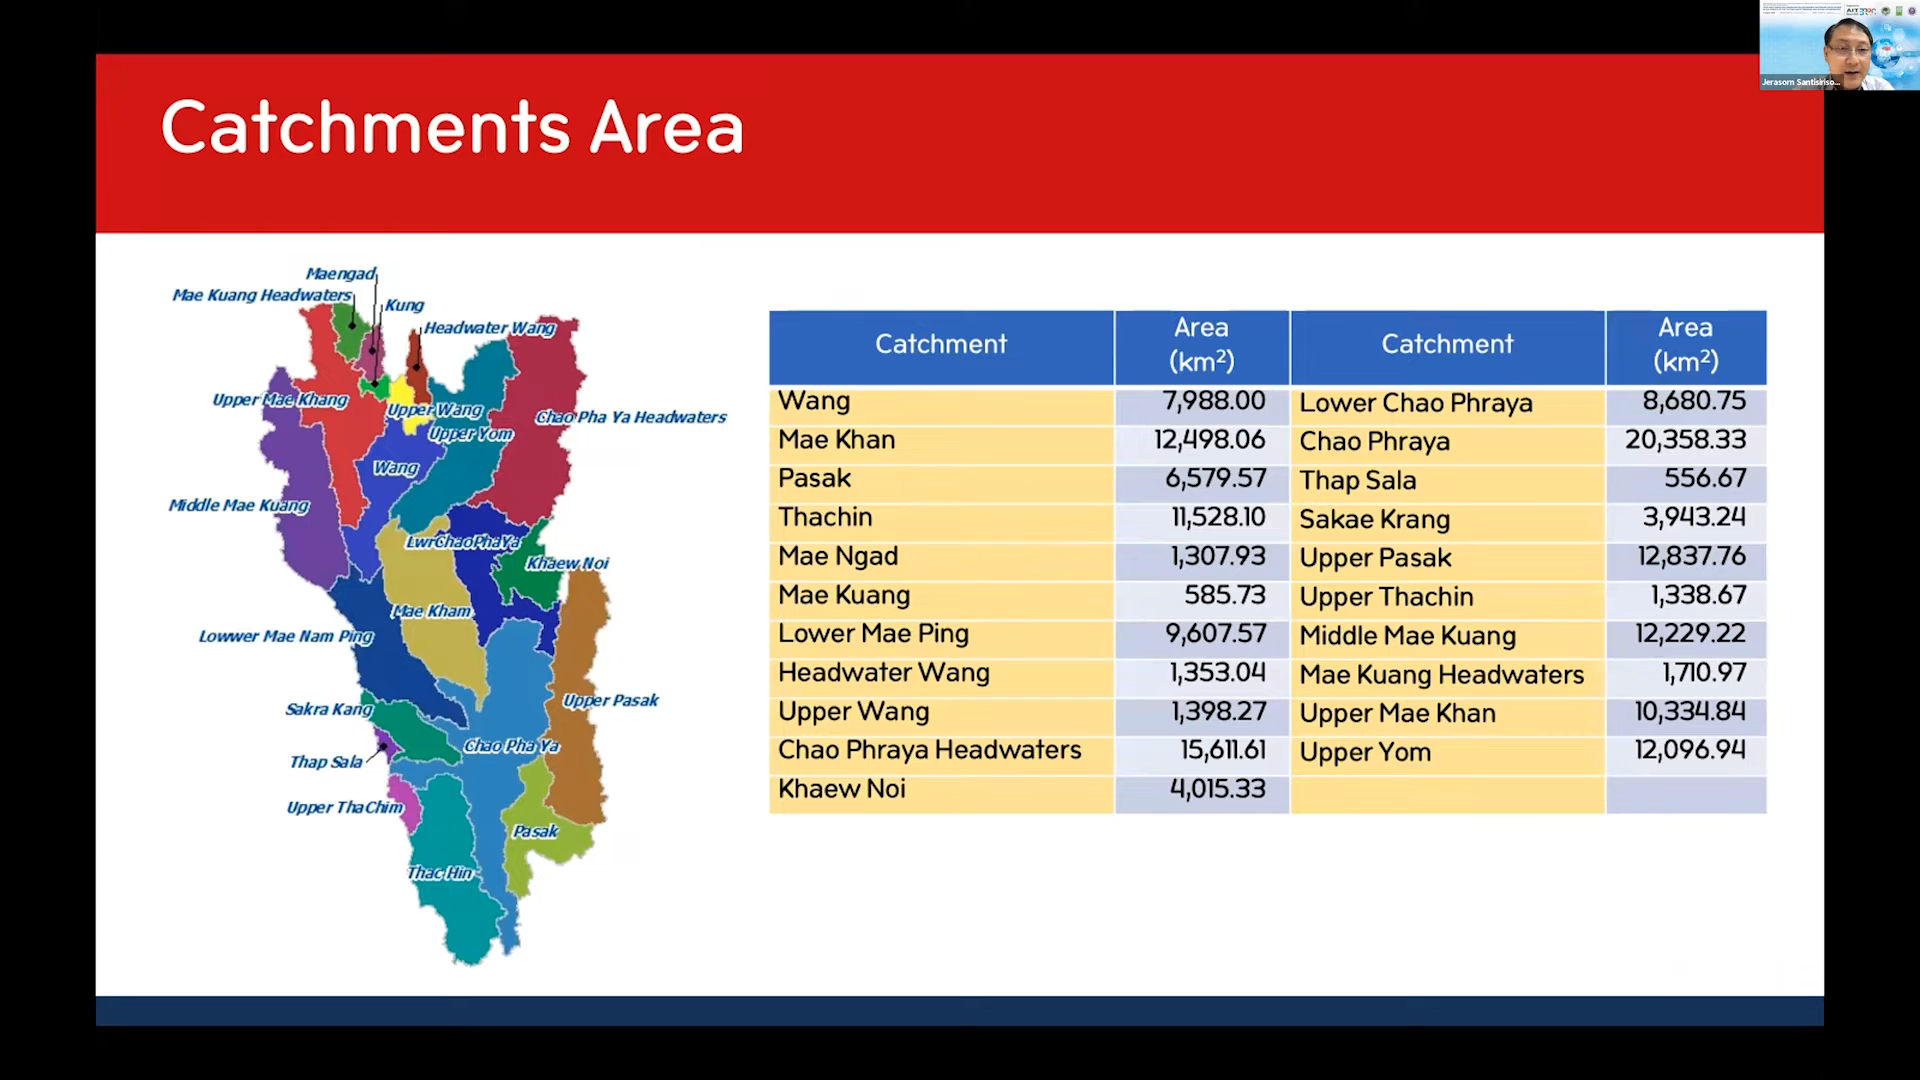 Catchments Area
AIT
Jerasorn Santisiriso...
Maengad
Mae Kuang Headwaters
Kung
Headwater Wang
Upper Mae Khang
Upper Wang
Chao Pha Ya Headwaters
Upper Yom
Wang
Middle Mae Kuang
LwrChaoPhaYa
Khaew Noi
Mae Kham
Lowwer Mae Nam Ping
Upper Pasak
Sakra Kang
Chao Pha Ya
Thap Sala
Upper ThaChim
Pasak
Thac Hin
Catchment Area (km²) Catchment Area (km²)
Wang 7,988.00 Lower Chao Phraya 8,680.75
Mae Khan 12,498.06 Chao Phraya 20,358.33
Pasak 6,579.57 Thap Sala 556.67
Thachin 11,528.10 Sakae Krang 3,943.24
Mae Ngad 1,307.93 Upper Pasak 12,837.76
Mae Kuang 585.73 Upper Thachin 1,338.67
Lower Mae Ping 9,607.57 Middle Mae Kuang 12,229.22
Headwater Wang 1,353.04 Mae Kuang Headwaters 1,710.97
Upper Wang 1,398.27 Upper Mae Khan 10,334.84
Chao Phraya Headwaters 15,611.61 Upper Yom 12,096.94
Khaew Noi 4,015.33